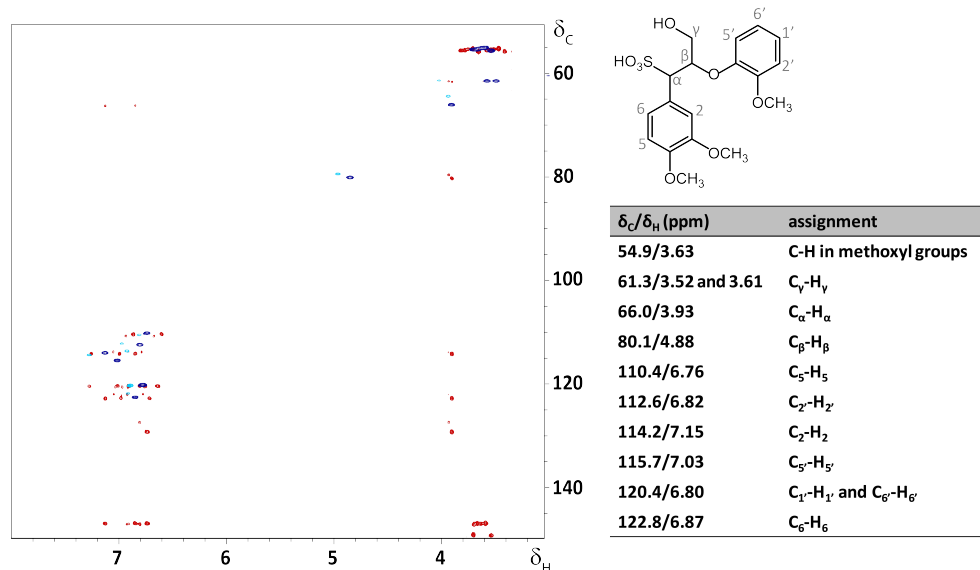 δC
60
80
100
120
140
7
6
5
4
δH
HO
γ
β
α
HO₃S
O
OCH₃
6'
5'
1'
2'
6
2
5
OCH₃
OCH₃
δC/δH (ppm) assignment
54.9/3.63 C-H in methoxyl groups
61.3/3.52 and 3.61 Cγ-Hγ
66.0/3.93 Cα-Hα
80.1/4.88 Cβ-Hβ
110.4/6.76 C₅-H₅
112.6/6.82 C₂'-H₂'
114.2/7.15 C₂-H₂
115.7/7.03 C₅'-H₅'
120.4/6.80 C₁'-H₁' and C₆'-H₆'
122.8/6.87 C₆-H₆